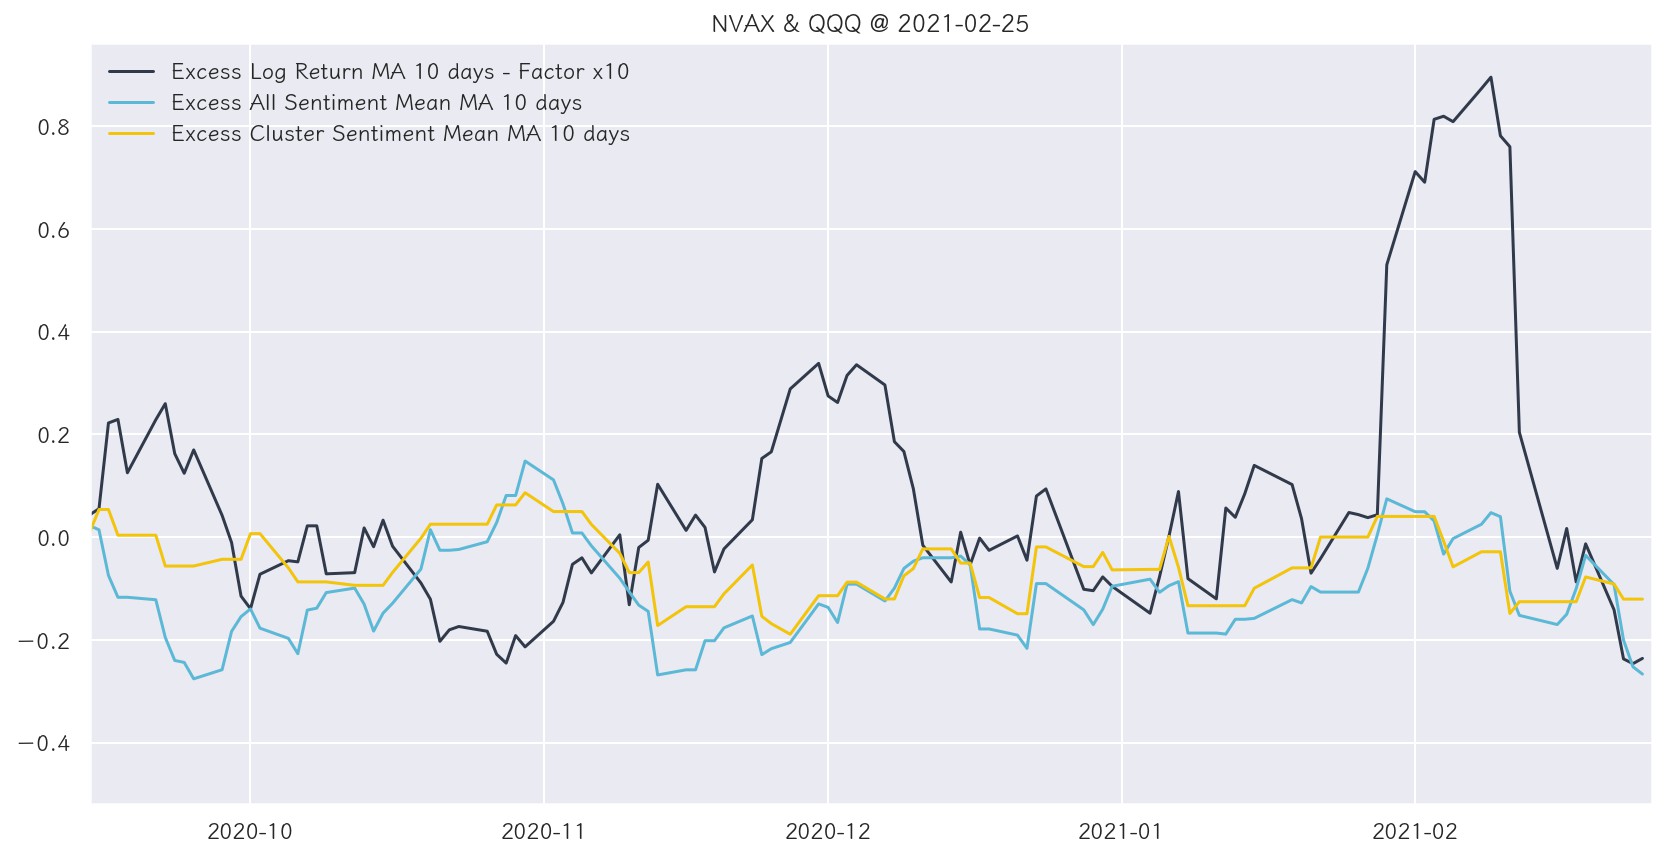 NVAX & QQQ @ 2021-02-25
Excess Log Return MA 10 days - Factor x10
Excess All Sentiment Mean MA 10 days
Excess Cluster Sentiment Mean MA 10 days
0.8
0.6
0.4
0.2
0.0
−0.2
−0.4
2020-10 2020-11 2020-12 2021-01 2021-02